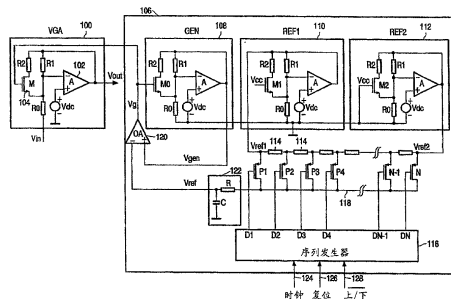 106
VGA 100
GEN 108
REF1 110
REF2 112
R2 R1 102 A Vout
M
104
R0 Vdc
Vin
R2 R1 A
M0
R0 Vdc
R2 R1 A
Vcc M1
R0 Vdc
R2 R1 A
Vcc M2
R0 Vdc
Vg
OA 120
Vgen
Vref1 114 114 Vref2
Vref 122
R
C
P1 P2 P3 P4 N-1 N
118
D1 D2 D3 D4 DN-1 DN
序列发生器 116
124 126 128
时钟 复位 上/下